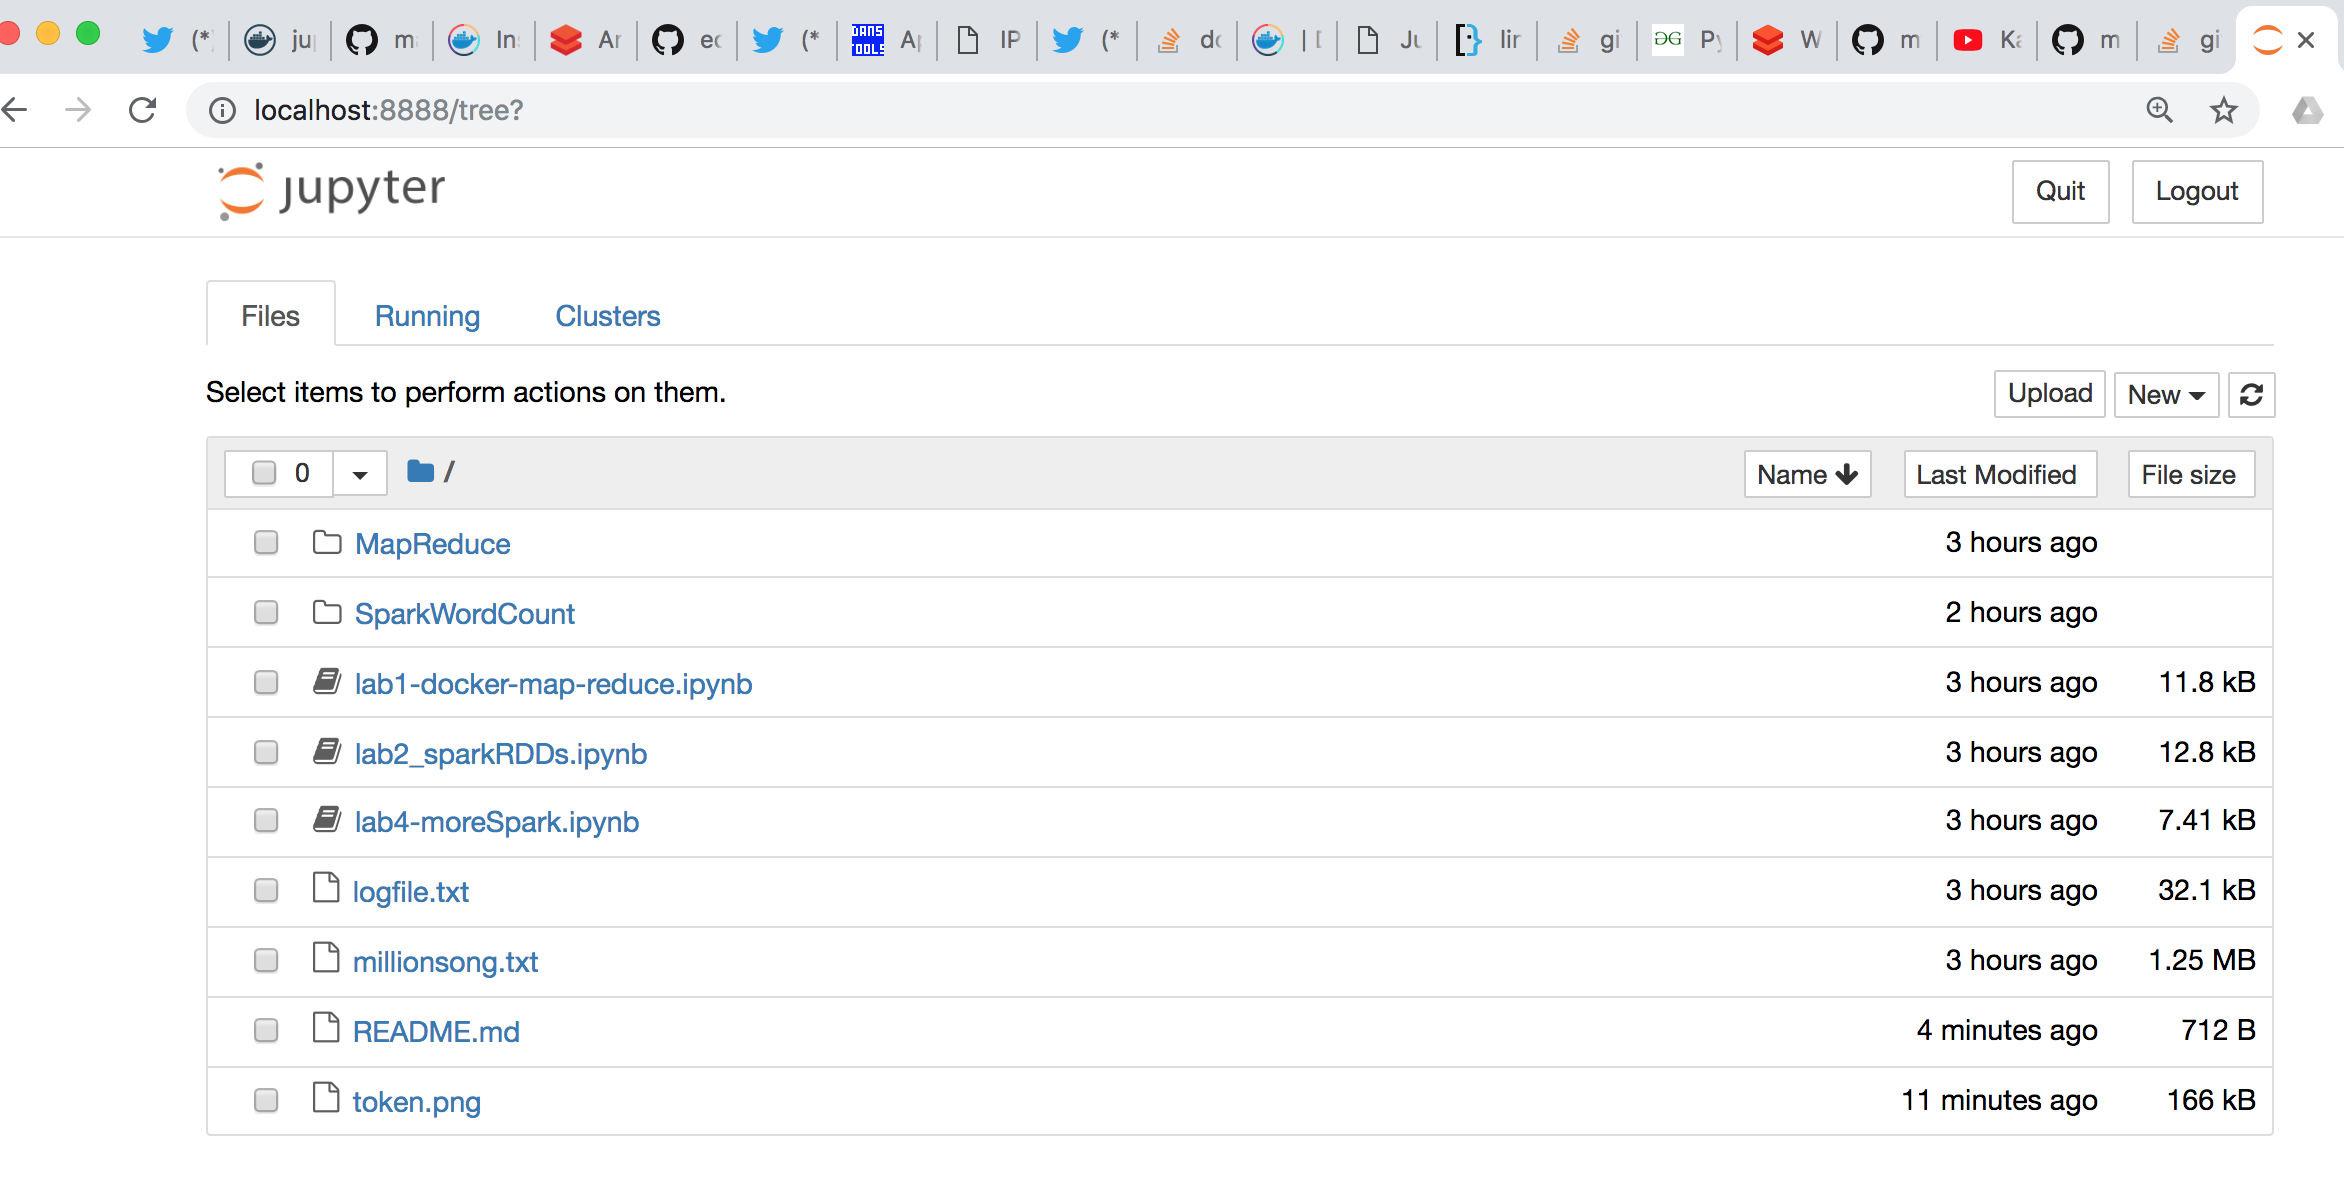 (* ju m In Ar ec (* A IP (* do | D Ju lir gi Py W m Ka m gi
localhost:8888/tree?
jupyter
Quit Logout
Files Running Clusters
Select items to perform actions on them.
Upload New
0 / Name Last Modified File size
MapReduce 3 hours ago
SparkWordCount 2 hours ago
lab1-docker-map-reduce.ipynb 3 hours ago 11.8 kB
lab2_sparkRDDs.ipynb 3 hours ago 12.8 kB
lab4-moreSpark.ipynb 3 hours ago 7.41 kB
logfile.txt 3 hours ago 32.1 kB
millionsong.txt 3 hours ago 1.25 MB
README.md 4 minutes ago 712 B
token.png 11 minutes ago 166 kB